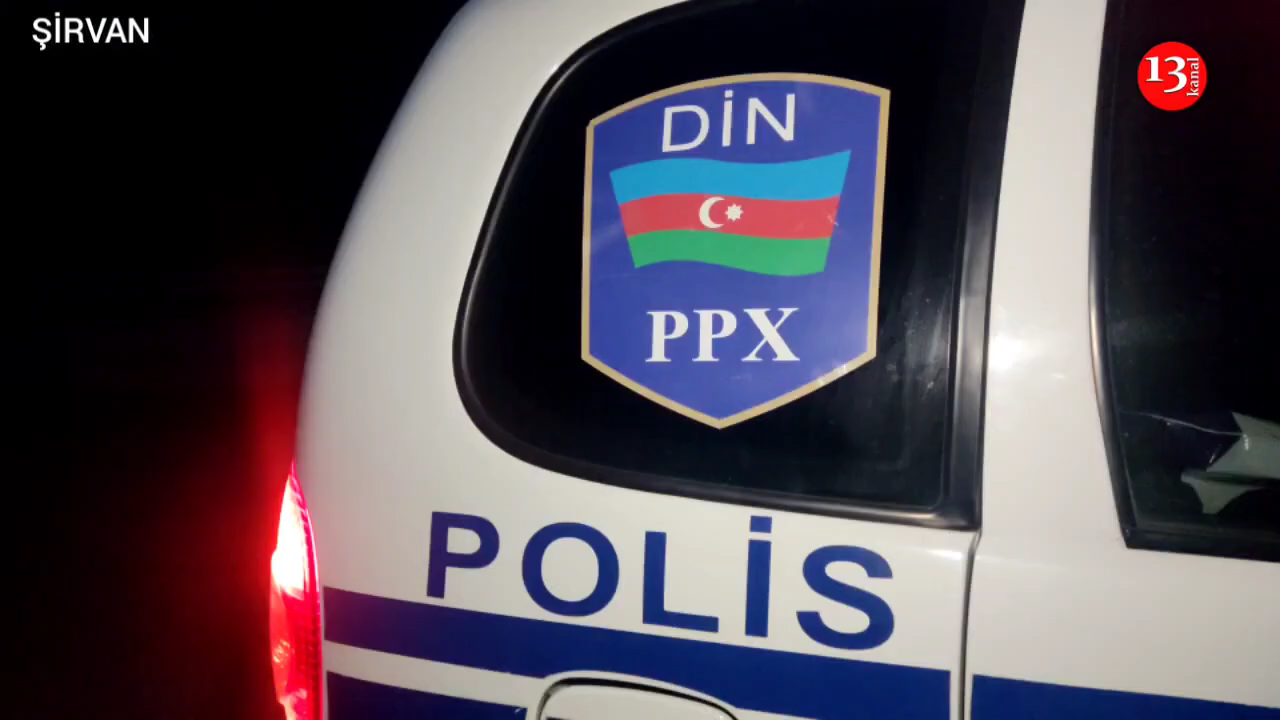 ŞİRVAN
13
kanal
DİN
PPX
POLİS